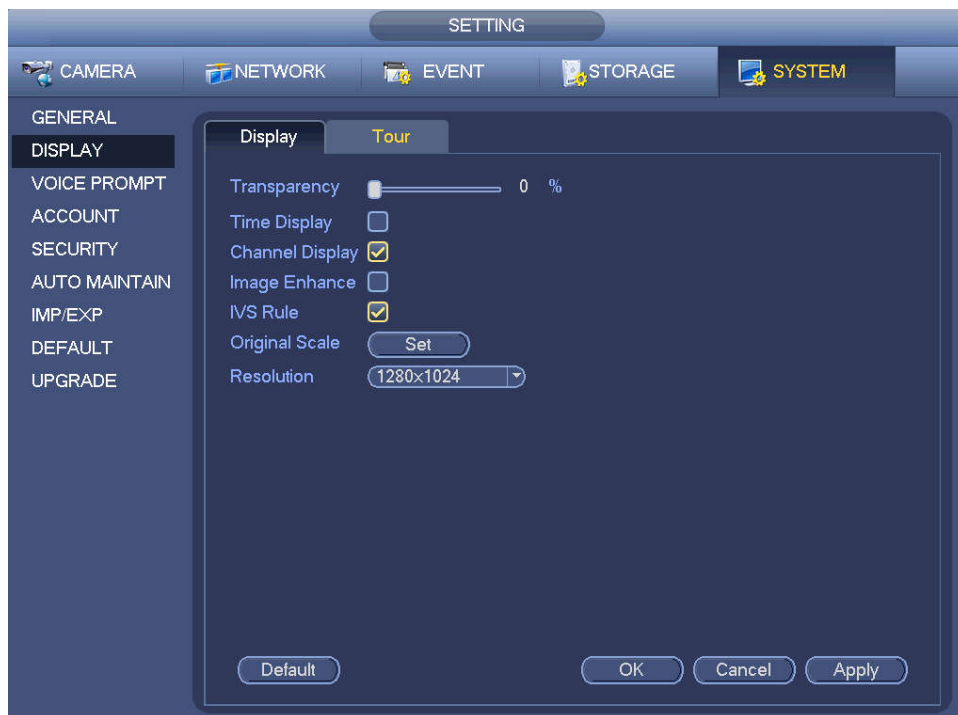 SETTING
CAMERA NETWORK EVENT STORAGE SYSTEM
GENERAL
DISPLAY
VOICE PROMPT
ACCOUNT
SECURITY
AUTO MAINTAIN
IMP/EXP
DEFAULT
UPGRADE
Display Tour
Transparency 0 %
Time Display
Channel Display
Image Enhance
IVS Rule
Original Scale Set
Resolution 1280×1024
Default OK Cancel Apply